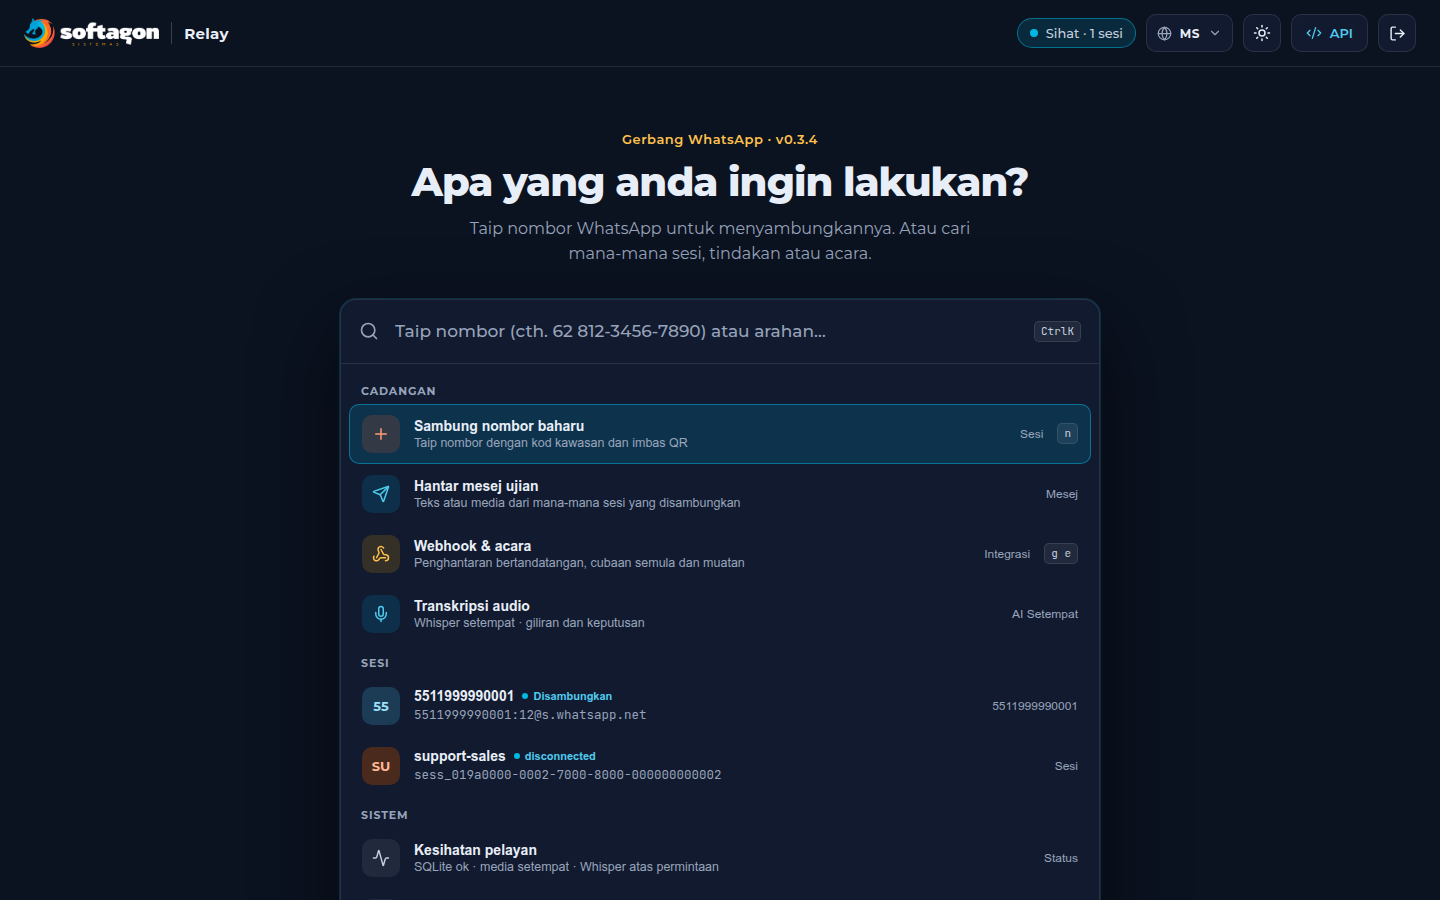 softagon
SISTEMAS
Relay
Sihat · 1 sesi
MS
API
Gerbang WhatsApp · v0.3.4
Apa yang anda ingin lakukan?
Taip nombor WhatsApp untuk menyambungkannya. Atau cari
mana-mana sesi, tindakan atau acara.
Taip nombor (cth. 62 812-3456-7890) atau arahan...
CtrlK
CADANGAN
Sambung nombor baharu
Taip nombor dengan kod kawasan dan imbas QR
Sesi
n
Hantar mesej ujian
Teks atau media dari mana-mana sesi yang disambungkan
Mesej
Webhook & acara
Penghantaran bertandatangan, cubaan semula dan muatan
Integrasi
g e
Transkripsi audio
Whisper setempat · giliran dan keputusan
AI Setempat
SESI
55
5511999990001
Disambungkan
5511999990001:12@s.whatsapp.net
5511999990001
SU
support-sales
disconnected
sess_019a0000-0002-7000-8000-000000000002
Sesi
SISTEM
Kesihatan pelayan
SQLite ok · media setempat · Whisper atas permintaan
Status